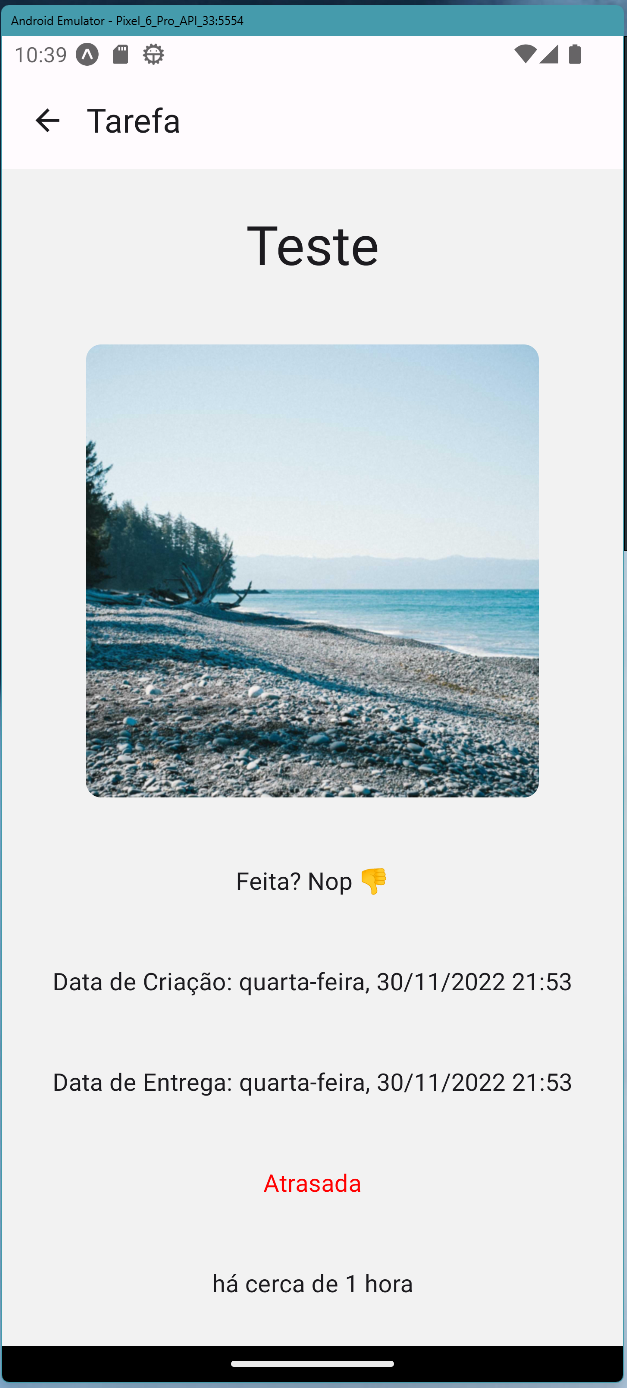 Android Emulator - Pixel_6_Pro_API_33:5554
10:39
Tarefa
Teste
Feita? Nop 👎
Data de Criação: quarta-feira, 30/11/2022 21:53
Data de Entrega: quarta-feira, 30/11/2022 21:53
Atrasada
há cerca de 1 hora